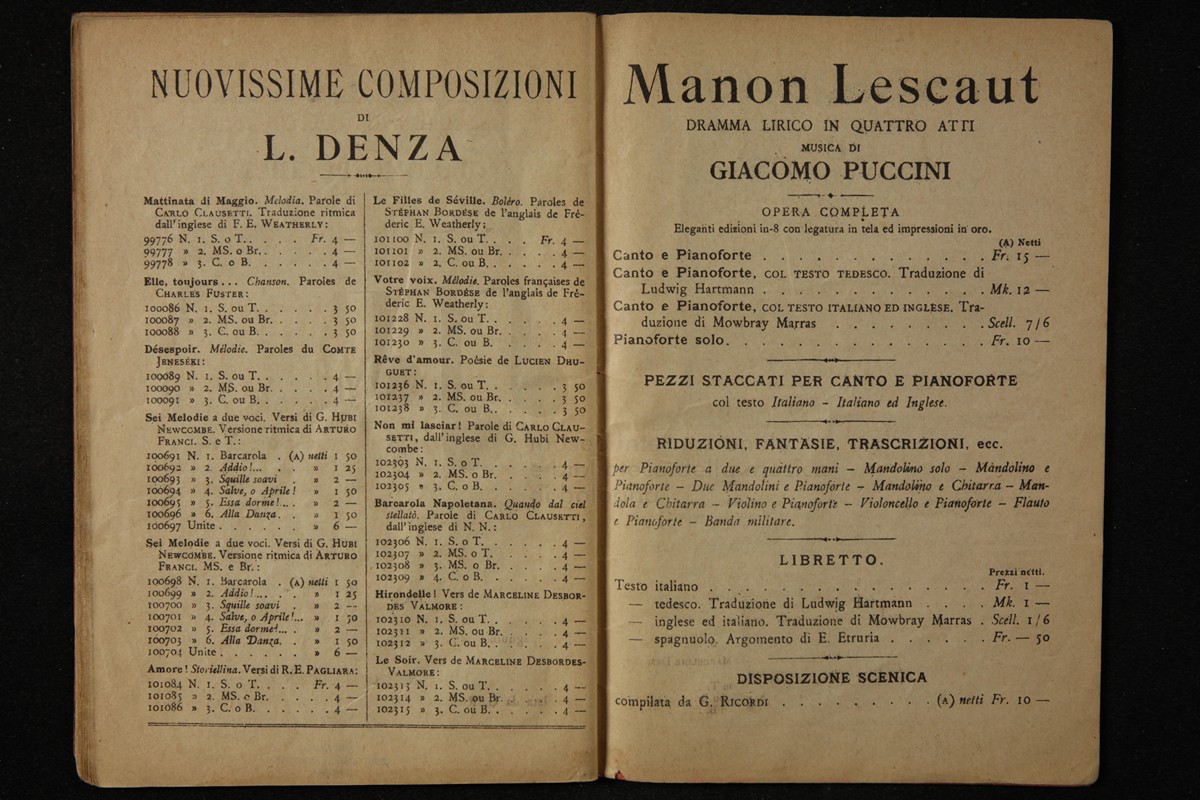 NUOVISSIME COMPOSIZIONI
DI
L. DENZA
Mattinata di Maggio. Melodia. Parole di
CARLO CLAUSETTI. Traduzione ritmica
dall'inglese di F. E. WEATHERLY:
99776 N. 1. S. o T. . . . . Fr. 4 —
99777 » 2. MS. o Br. . . . . . 4 —
99778 » 3. C. o B. . . . . . 4 —
Elle, toujours... Chanson. Paroles de
CHARLES FUSTER:
100086 N. 1. S. ou T. . . . . . 3 50
100087 » 2. MS. ou Br. . . . . . 3 50
100088 » 3. C. ou B. . . . . . 3 50
Désespoir. Mélodie. Paroles du COMTE
JENESÉKI:
100089 N. 1. S. ou T. . . . . . 4 —
100090 » 2. MS. ou Br. . . . . . 4 —
100091 » 3. C. ou B. . . . . . 4 —
Sei Melodie a due voci. Versi di G. HUBI
NEWCOMBE. Versione ritmica di ARTURO
FRANCI. S. e T.:
100691 N. 1. Barcarola . (A) netti 1 50
100692 » 2. Addio!... . . » 1 25
100693 » 3. Squille soavi . » 2 —
100694 » 4. Salve, o Aprile! » 1 50
100695 » 5. Essa dorme!... . » 2 —
100696 » 6. Alla Danza. . » 1 50
100697 Unite . . . . . » 6 —
Sei Melodie a due voci. Versi di G. HUBI
NEWCOMBE. Versione ritmica di ARTURO
FRANCI. MS. e Br.:
100698 N. 1. Barcarola . (A) netti 1 50
100699 » 2. Addio!... . . » 1 25
100700 » 3. Squille soavi . » 2 —
100701 » 4. Salve, o Aprile!... » 1 50
100702 » 5. Essa dorme!... . » 2 —
100703 » 6. Alla Danza. . » 1 50
100704 Unite . . . . . » 6 —
Amore! Storiellina. Versi di R. E. PAGLIARA:
101084 N. 1. S. o T. . . . Fr. 4 —
101085 » 2. MS. o Br. . . . . . 4 —
101086 » 3. C. o B. . . . . . 4 —
Le Filles de Séville. Boléro. Paroles de
STÉPHAN BORDÈSE de l'anglais de Fré-
deric E. Weatherly:
101100 N. 1. S. ou T. . . . Fr. 4 —
101101 » 2. MS. ou Br. . . . . . 4 —
101102 » 2. C. ou B. . . . . . 4 —
Votre voix. Mélodie. Paroles françaises de
STÉPHAN BORDÈSE de l'anglais de Fré-
deric E. Weatherly:
101228 N. 1. S. ou T. . . . . . 4 —
101229 » 2. MS. ou Br. . . . . . 4 —
101230 » 3. C. ou B. . . . . . 4 —
Rêve d'amour. Poésie de LUCIEN DHU-
GUET:
101236 N. 1. S. ou T. . . . . . 3 50
101237 » 2. MS. ou Br. . . . . . 3 50
101238 » 3. C. ou B. . . . . . 3 50
Non mi lasciar! Parole di CARLO CLAU-
SETTI, dall'inglese di G. Hubi New-
combe:
102303 N. 1. S. o T. . . . . . 4 —
102304 » 2. MS. o Br. . . . . . 4 —
102305 » 3. C. o B. . . . . . 4 —
Barcarola Napoletana. Quando dal ciel
stellato. Parole di CARLO CLAUSETTI,
dall'inglese di N. N.:
102306 N. 1. S. o T. . . . . . 4 —
102307 » 2. MS. o T. . . . . . 4 —
102308 » 3. MS. o Br. . . . . . 4 —
102309 » 4. C. o B. . . . . . 4 —
Hirondelle! Vers de MARCELINE DESBOR-
DES VALMORE:
102310 N. 1. S. ou T. . . . . . 4 —
102311 » 2. MS. ou Br. . . . . . 4 —
102312 » 3. C. ou B. . . . . . 4 —
Le Soir. Vers de MARCELINE DESBORDES-
VALMORE:
102313 N. 1. S. ou T. . . . . . 4 —
102314 » 2. MS. ou Br. . . . . . 4 —
102315 » 3. C. ou B. . . . . . 4 —
Manon Lescaut
DRAMMA LIRICO IN QUATTRO ATTI
MUSICA DI
GIACOMO PUCCINI
OPERA COMPLETA
Eleganti edizioni in-8 con legatura in tela ed impressioni in oro.
(A) Netti
Canto e Pianoforte . . . . . . . . . . . . Fr. 15 —
Canto e Pianoforte, COL TESTO TEDESCO. Traduzione di
Ludwig Hartmann . . . . . . . . . . . Mk. 12 —
Canto e Pianoforte, COL TESTO ITALIANO ED INGLESE. Tra-
duzione di Mowbray Marras . . . . . . . . . Scell. 7/6
Pianoforte solo. . . . . . . . . . . . . Fr. 10 —
PEZZI STACCATI PER CANTO E PIANOFORTE
col testo Italiano - Italiano ed Inglese.
RIDUZIONI, FANTASIE, TRASCRIZIONI, ecc.
per Pianoforte a due e quattro mani — Mandolino solo — Mandolino e
Pianoforte — Due Mandolini e Pianoforte — Mandolino e Chitarra — Man-
dola e Chitarra — Violino e Pianoforte — Violoncello e Pianoforte — Flauto
e Pianoforte — Banda militare.
LIBRETTO.
Prezzi netti.
Testo italiano . . . . . . . . . . . . . Fr. 1 —
— tedesco. Traduzione di Ludwig Hartmann . . . . Mk. 1 —
— inglese ed italiano. Traduzione di Mowbray Marras . Scell. 1/6
— spagnuolo. Argomento di E. Etruria . . . . . Fr. — 50
DISPOSIZIONE SCENICA
compilata da G. RICORDI . . . . . . . . . (A) netti Fr. 10 —